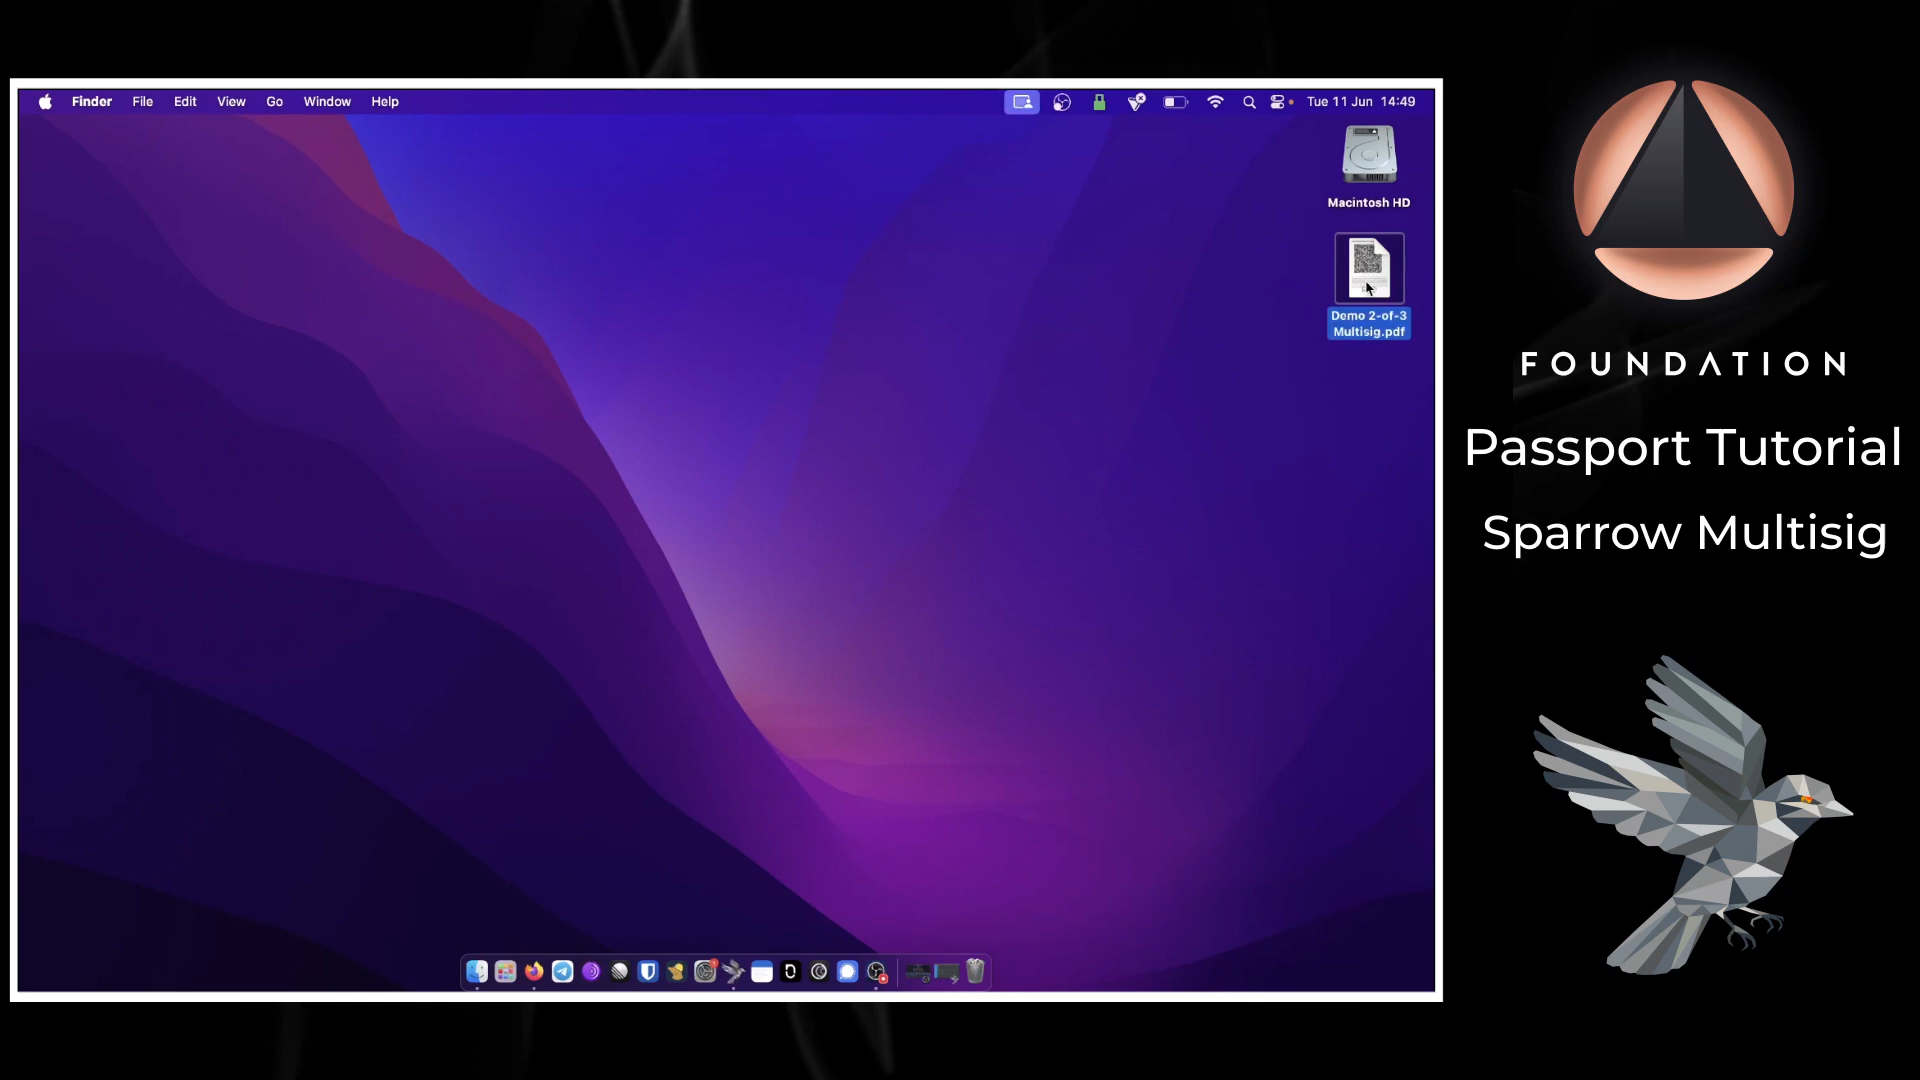 Finder File Edit View Go Window Help
Tue 11 Jun 14:49
Macintosh HD
Demo 2-of-3
Multisig.pdf
FOUNDATION
Passport Tutorial
Sparrow Multisig